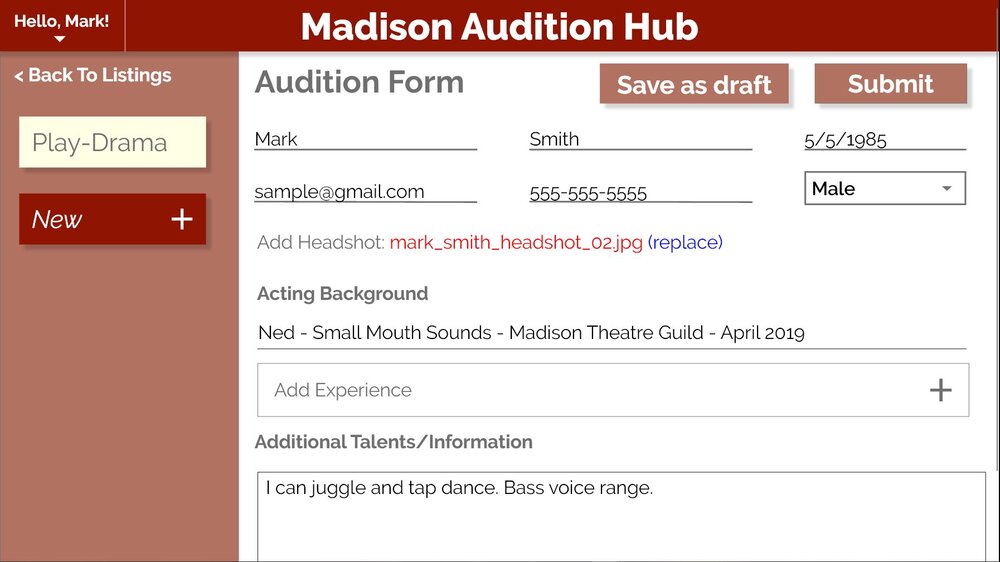 Hello, Mark!
Madison Audition Hub
< Back To Listings
Audition Form
Save as draft
Submit
Play-Drama
New +
Mark
Smith
5/5/1985
sample@gmail.com
555-555-5555
Male
Add Headshot: mark_smith_headshot_02.jpg (replace)
Acting Background
Ned - Small Mouth Sounds - Madison Theatre Guild - April 2019
Add Experience +
Additional Talents/Information
I can juggle and tap dance. Bass voice range.